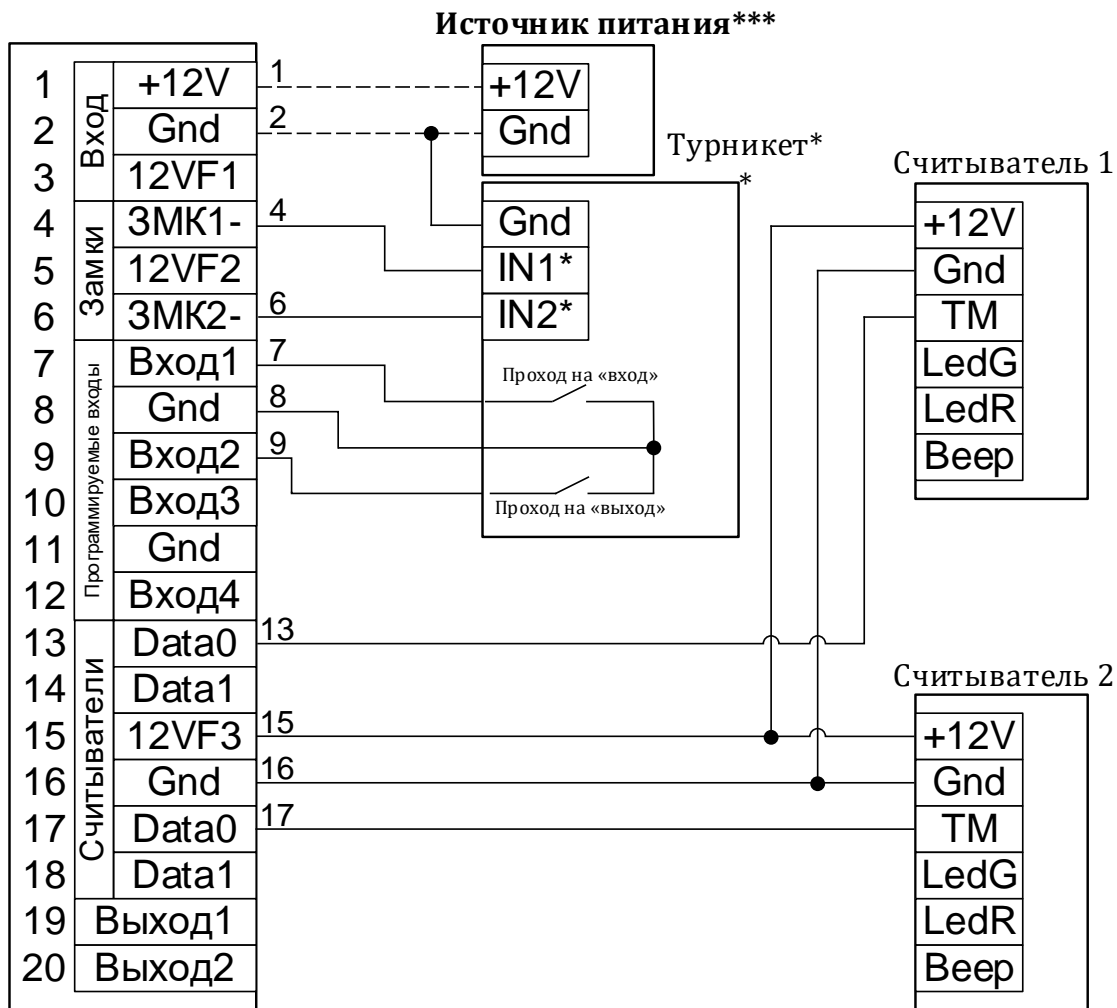 Источник питания***
1 +12V 1 +12V
2 Gnd 2 Gnd
3 12VF1
Вход
Турникет*
*
4 ЗМК1- 4 Gnd
5 12VF2 IN1*
6 ЗМК2- 6 IN2*
Замки
7 Вход1 7 Проход на «вход»
8 Gnd 8
9 Вход2 9
10 Вход3 Проход на «выход»
11 Gnd
12 Вход4
Программируемые входы
Считыватель 1
+12V
Gnd
TM
LedG
LedR
Beep
13 Data0 13
14 Data1
15 12VF3 15
16 Gnd 16
17 Data0 17
18 Data1
Считыватели
19 Выход1
20 Выход2
Считыватель 2
+12V
Gnd
TM
LedG
LedR
Beep